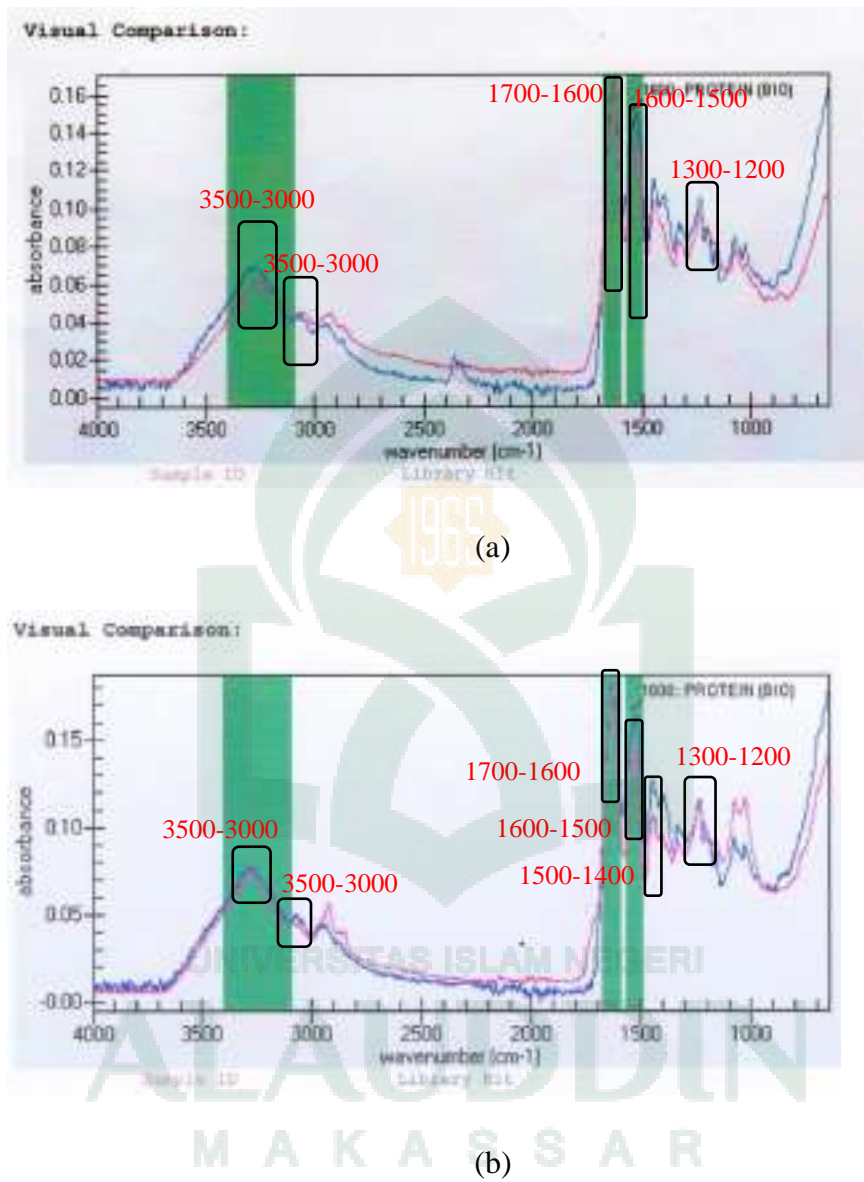 Visual Comparison:
1700-1600
PROTEIN (BIO)
1600-1500
1300-1200
3500-3000
3500-3000
0.16
0.14
0.12
0.10
0.08
0.06
0.04
0.02
0.00
absorbance
4000 3500 3000 2500 2000 1500 1000
wavenumber [cm-1]
Sample ID Library Hit
1965
(a)
Visual Comparison:
PROTEIN (BIO)
1700-1600
1300-1200
3500-3000
1600-1500
3500-3000
1500-1400
0.15
0.10
0.05
-0.00
absorbance
UNIVERSITAS ISLAM NEGERI
4000 3500 3000 2500 2000 1500 1000
wavenumber [cm-1]
Sample ID Library Hit
ALAUDDIN
MAKASSAR
(b)